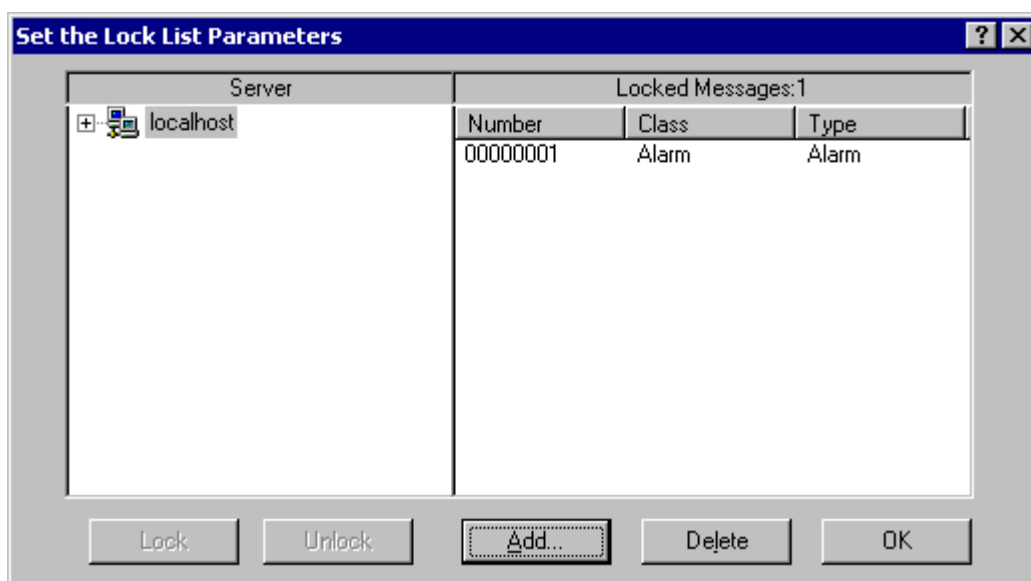 Set the Lock List Parameters
Server
Locked Messages:1
localhost
Number Class Type
00000001 Alarm Alarm
Lock Unlock Add... Delete OK